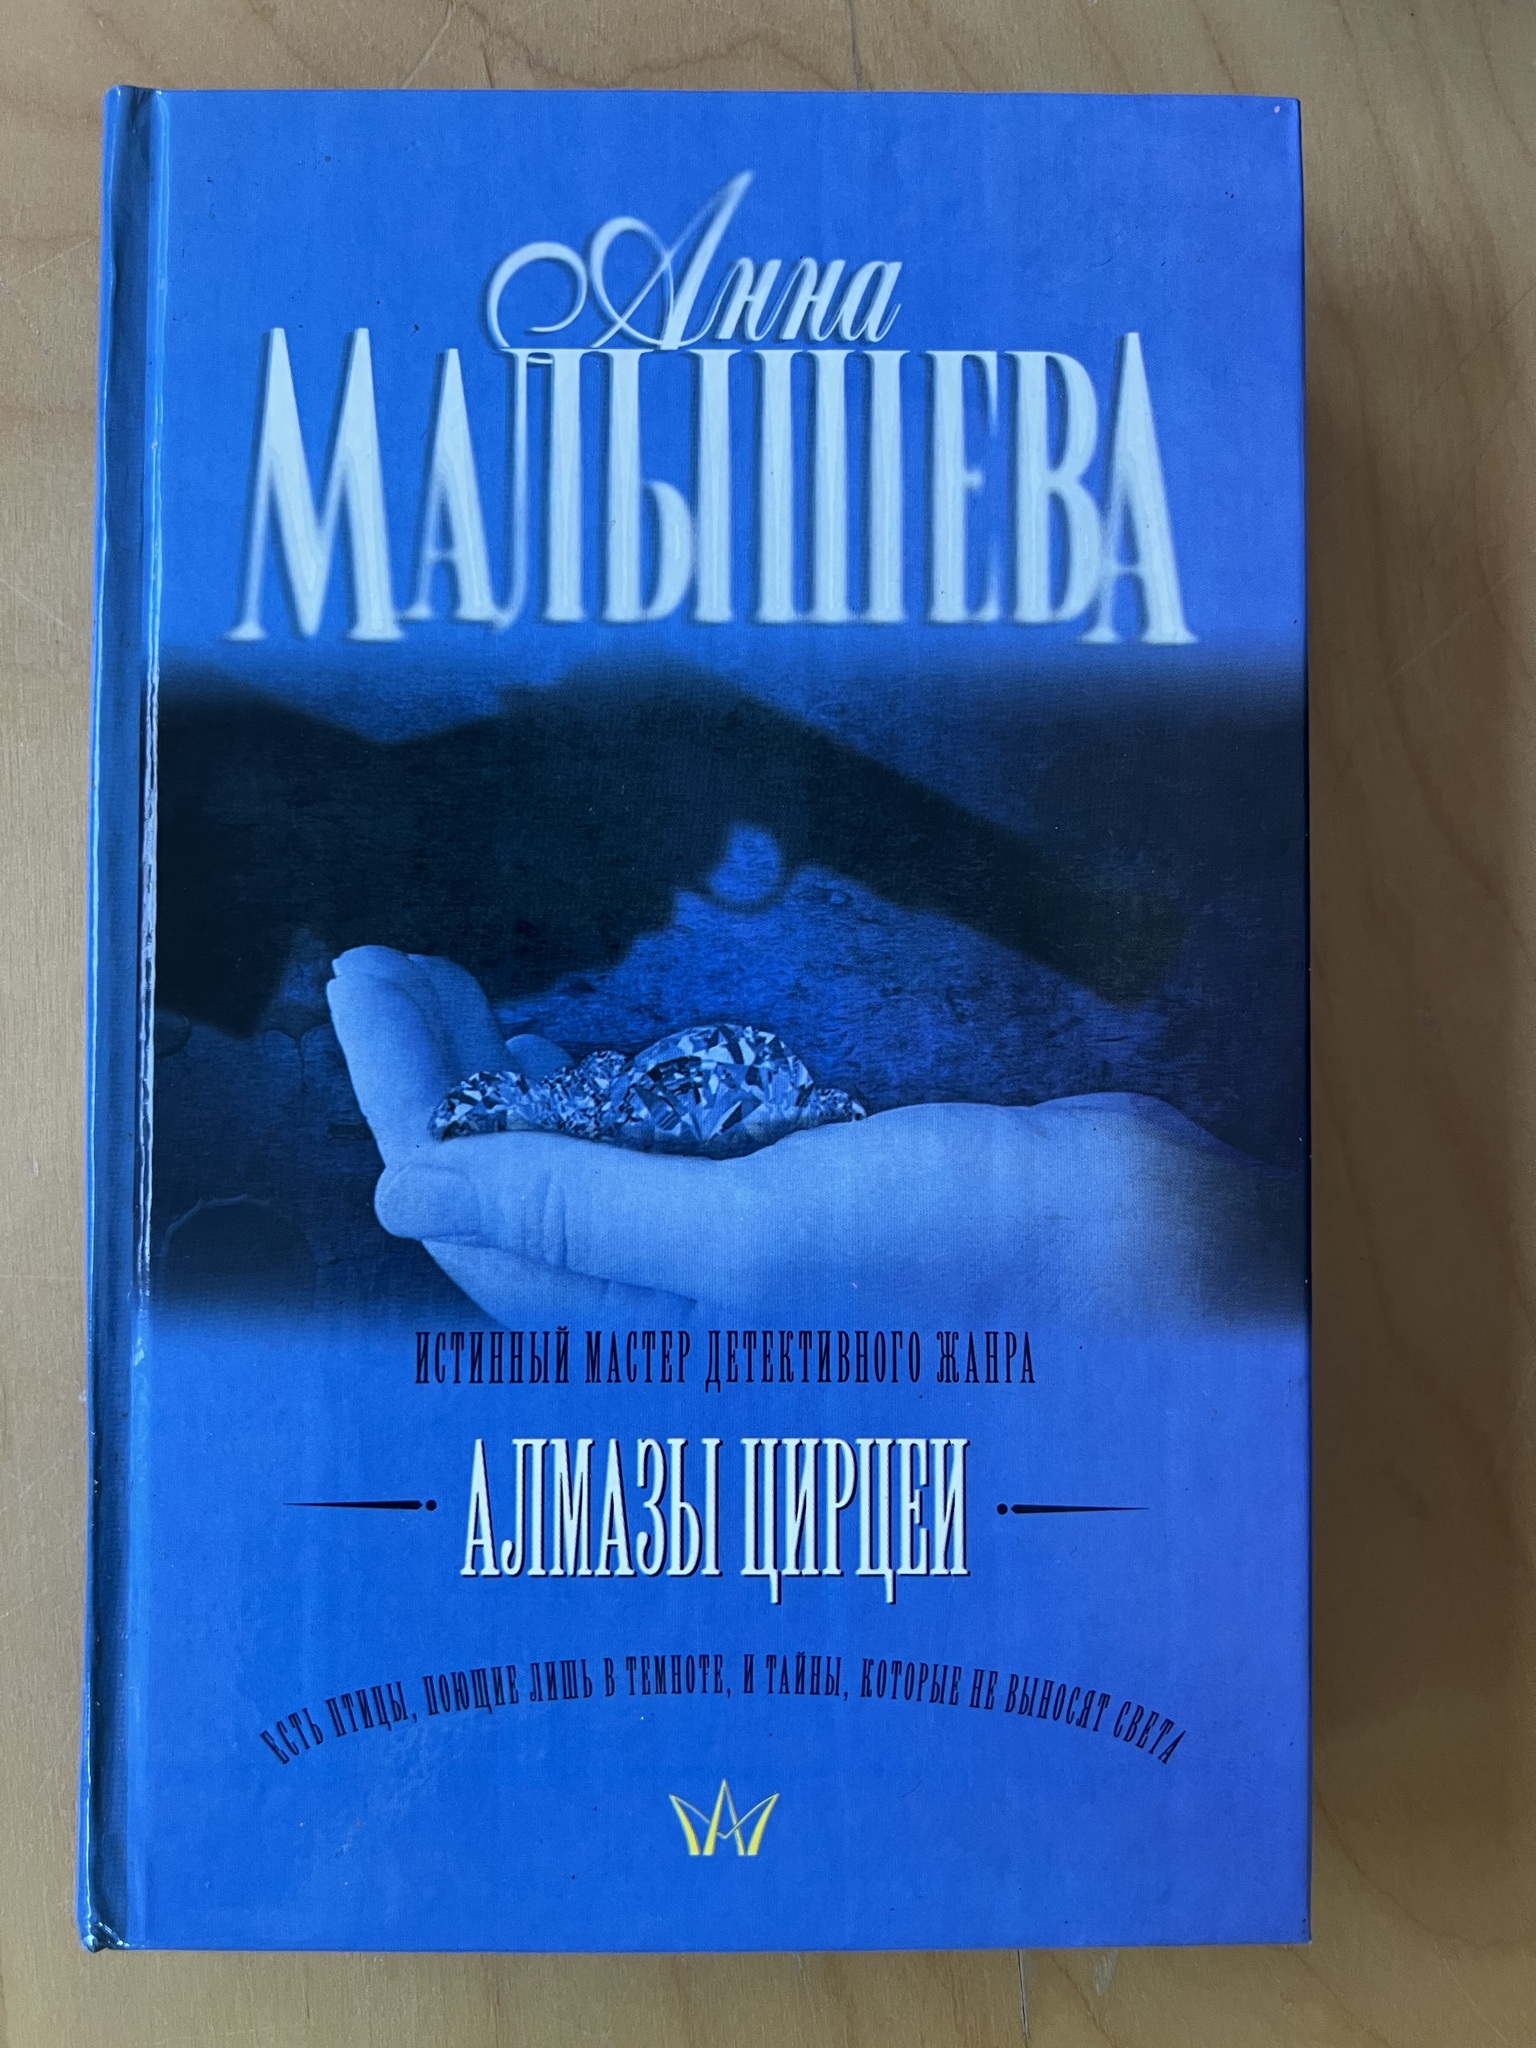 Анна
МАЛЫШЕВА
ИСТИННЫЙ МАСТЕР ДЕТЕКТИВНОГО ЖАНРА
АЛМАЗЫ ЦИРЦЕИ
ЕСТЬ ПТИЦЫ, ПОЮЩИЕ ЛИШЬ В ТЕМНОТЕ, И ТАЙНЫ, КОТОРЫЕ НЕ ВЫНОСЯТ СВЕТА